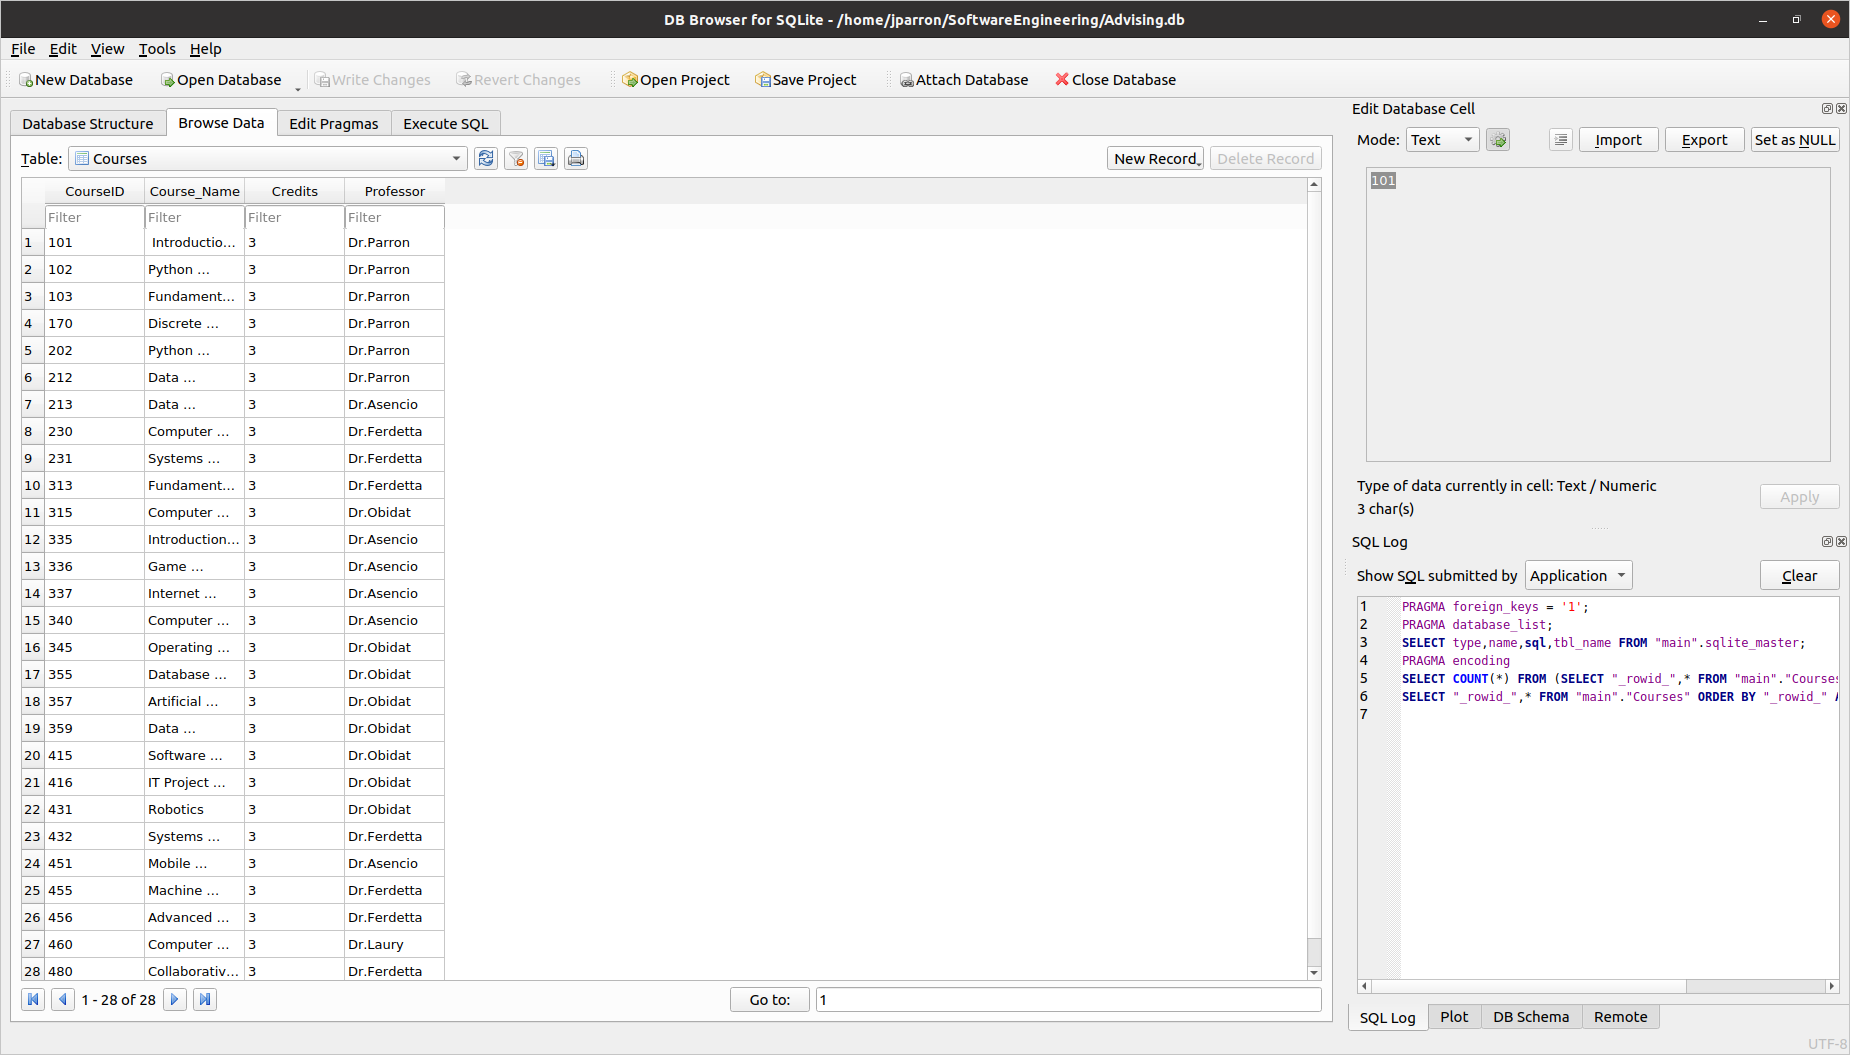 DB Browser for SQLite - /home/jparron/SoftwareEngineering/Advising.db
File Edit View Tools Help
New Database Open Database Write Changes Revert Changes Open Project Save Project Attach Database Close Database
Database Structure Browse Data Edit Pragmas Execute SQL
Table: Courses New Record Delete Record
CourseID Course_Name Credits Professor
Filter Filter Filter Filter
1 101 Introductio... 3 Dr.Parron
2 102 Python ... 3 Dr.Parron
3 103 Fundament... 3 Dr.Parron
4 170 Discrete ... 3 Dr.Parron
5 202 Python ... 3 Dr.Parron
6 212 Data ... 3 Dr.Parron
7 213 Data ... 3 Dr.Asencio
8 230 Computer ... 3 Dr.Ferdetta
9 231 Systems ... 3 Dr.Ferdetta
10 313 Fundament... 3 Dr.Ferdetta
11 315 Computer ... 3 Dr.Obidat
12 335 Introduction... 3 Dr.Asencio
13 336 Game ... 3 Dr.Asencio
14 337 Internet ... 3 Dr.Asencio
15 340 Computer ... 3 Dr.Asencio
16 345 Operating ... 3 Dr.Obidat
17 355 Database ... 3 Dr.Obidat
18 357 Artificial ... 3 Dr.Obidat
19 359 Data ... 3 Dr.Obidat
20 415 Software ... 3 Dr.Obidat
21 416 IT Project ... 3 Dr.Obidat
22 431 Robotics 3 Dr.Obidat
23 432 Systems ... 3 Dr.Ferdetta
24 451 Mobile ... 3 Dr.Asencio
25 455 Machine ... 3 Dr.Ferdetta
26 456 Advanced ... 3 Dr.Ferdetta
27 460 Computer ... 3 Dr.Laury
28 480 Collaborativ... 3 Dr.Ferdetta
1 - 28 of 28 Go to: 1
Edit Database Cell
Mode: Text Import Export Set as NULL
101
Type of data currently in cell: Text / Numeric
3 char(s)
Apply
SQL Log
Show SQL submitted by Application Clear
1 PRAGMA foreign_keys = '1';
2 PRAGMA database_list;
3 SELECT type,name,sql,tbl_name FROM "main".sqlite_master;
4 PRAGMA encoding
5 SELECT COUNT(*) FROM (SELECT "_rowid_",* FROM "main"."Courses
6 SELECT "_rowid_",* FROM "main"."Courses" ORDER BY "_rowid_" A
7
SQL Log Plot DB Schema Remote
UTF-8